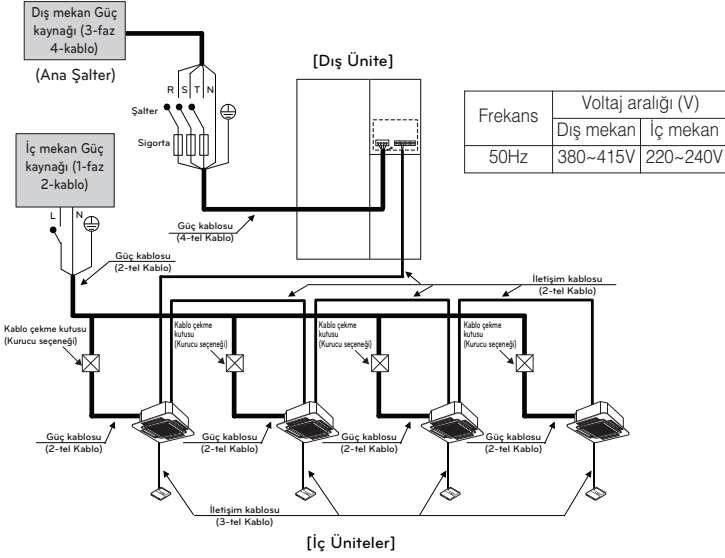 Dış mekan Güç
kaynağı (3-faz
4-kablo)
(Ana Şalter)
R S T N
Şalter
Sigorta
[Dış Ünite]
Frekans
Voltaj aralığı (V)
Dış mekan İç mekan
50Hz 380~415V 220~240V
İç mekan Güç
kaynağı (1-faz
2-kablo)
L N
Güç kablosu
(4-tel Kablo)
Güç kablosu
(2-tel Kablo)
İletişim kablosu
(2-tel Kablo)
Kablo çekme kutusu
(Kurucu seçeneği)
Kablo çekme
kutusu
(Kurucu seçeneği)
Kablo çekme
kutusu
(Kurucu seçeneği)
Kablo çekme
kutusu
(Kurucu seçeneği)
Güç kablosu
(2-tel Kablo)
Güç kablosu
(2-tel Kablo)
Güç kablosu
(2-tel Kablo)
Güç kablosu
(2-tel Kablo)
İletişim kablosu
(3-tel Kablo)
[İç Üniteler]